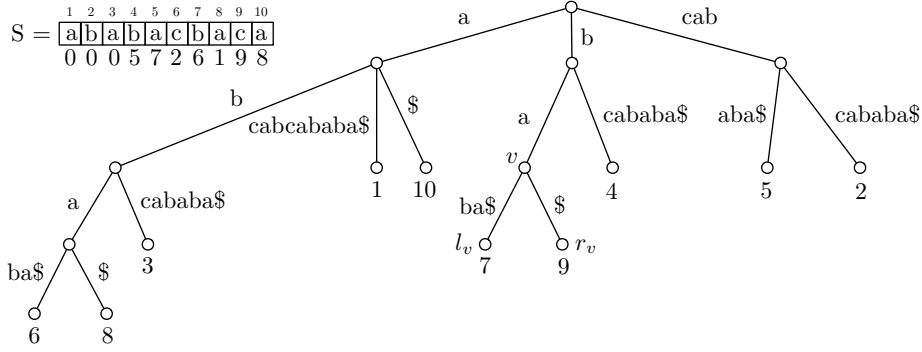 1 2 3 4 5 6 7 8 9 10
S = a b a b a c b a c a
0 0 0 5 7 2 6 1 9 8
a
b
cab
b
cabcababa$
$
a
cababa$
aba$
cababa$
v
a
cababa$
1
10
ba$
$
4
5
2
ba$
$
3
l_v
r_v
7
9
6
8